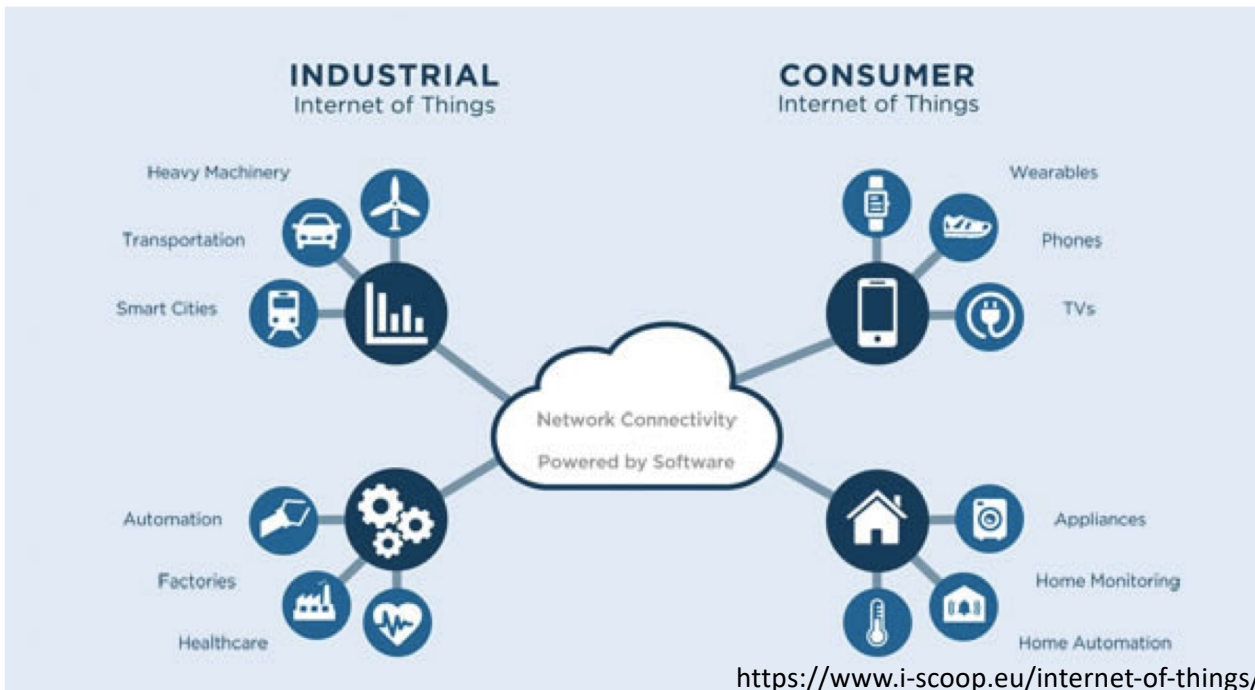 INDUSTRIAL
Internet of Things
CONSUMER
Internet of Things
Heavy Machinery
Transportation
Smart Cities
Wearables
Phones
TVs
Network Connectivity
Powered by Software
Automation
Factories
Healthcare
Appliances
Home Monitoring
Home Automation
https://www.i-scoop.eu/internet-of-things/